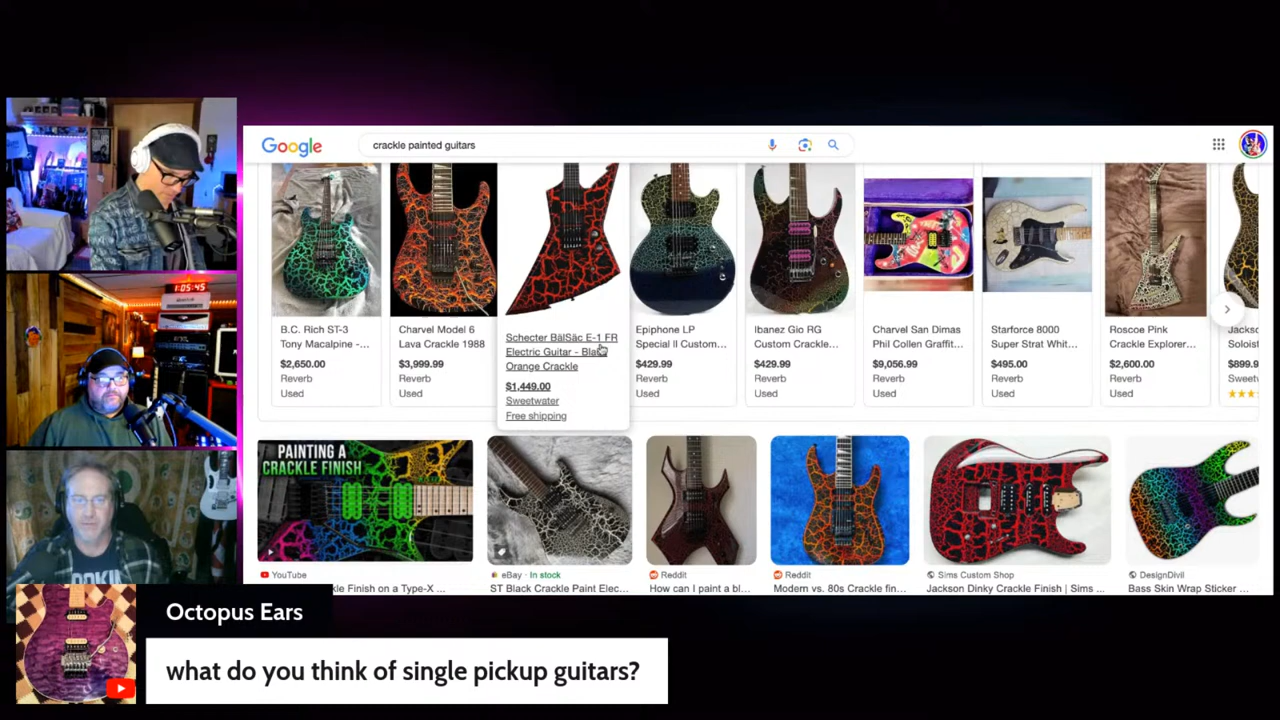 Google
crackle painted guitars
B.C. Rich ST-3
Tony Macalpine -...
$2,650.00
Reverb
Used
Charvel Model 6
Lava Crackle 1988
$3,999.99
Reverb
Used
Schecter BälSäc E-1 FR
Electric Guitar - Black
Orange Crackle
$1,449.00
Sweetwater
Free shipping
Epiphone LP
Special II Custom...
$429.99
Reverb
Used
Ibanez Gio RG
Custom Crackle...
$429.99
Reverb
Used
Charvel San Dimas
Phil Collen Graffit...
$9,056.99
Reverb
Used
Starforce 8000
Super Strat Whit...
$495.00
Reverb
Used
Roscoe Pink
Crackle Explorer...
$2,600.00
Reverb
Used
Jackso
Soloist
$899.9
Sweetw
1:05:45
PAINTING A
CRACKLE FINISH
YouTube
kle Finish on a Type-X ...
eBay · In stock
ST Black Crackle Paint Elec...
Reddit
How can I paint a bl...
Reddit
Modern vs. 80s Crackle fin...
Sims Custom Shop
Jackson Dinky Crackle Finish | Sims ...
DesignDivil
Bass Skin Wrap Sticker ...
Octopus Ears
what do you think of single pickup guitars?